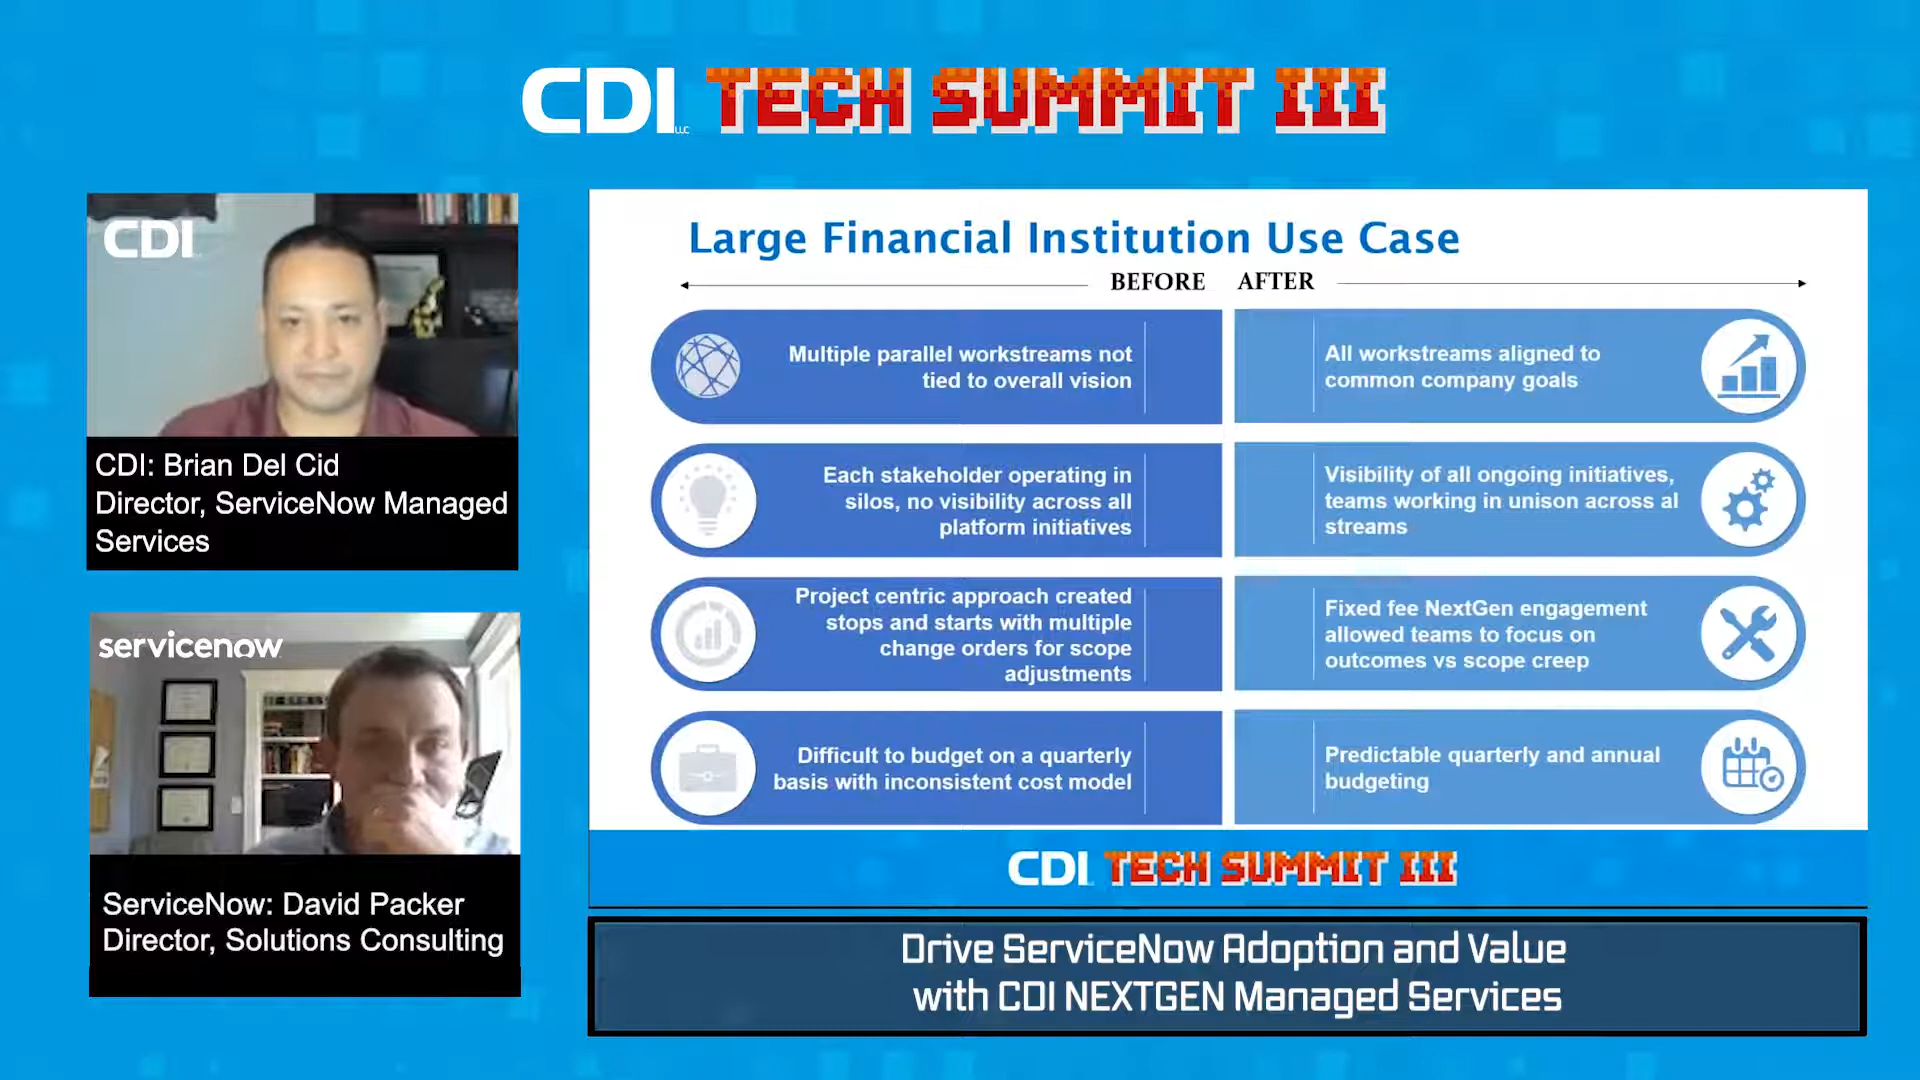 CDI LLC TECH SUMMIT III
CDI
CDI: Brian Del Cid
Director, ServiceNow Managed
Services
servicenow
ServiceNow: David Packer
Director, Solutions Consulting
Large Financial Institution Use Case
BEFORE AFTER
Multiple parallel workstreams not
tied to overall vision
All workstreams aligned to
common company goals
Each stakeholder operating in
silos, no visibility across all
platform initiatives
Visibility of all ongoing initiatives,
teams working in unison across al
streams
Project centric approach created
stops and starts with multiple
change orders for scope
adjustments
Fixed fee NextGen engagement
allowed teams to focus on
outcomes vs scope creep
Difficult to budget on a quarterly
basis with inconsistent cost model
Predictable quarterly and annual
budgeting
CDI TECH SUMMIT III
Drive ServiceNow Adoption and Value
with CDI NEXTGEN Managed Services